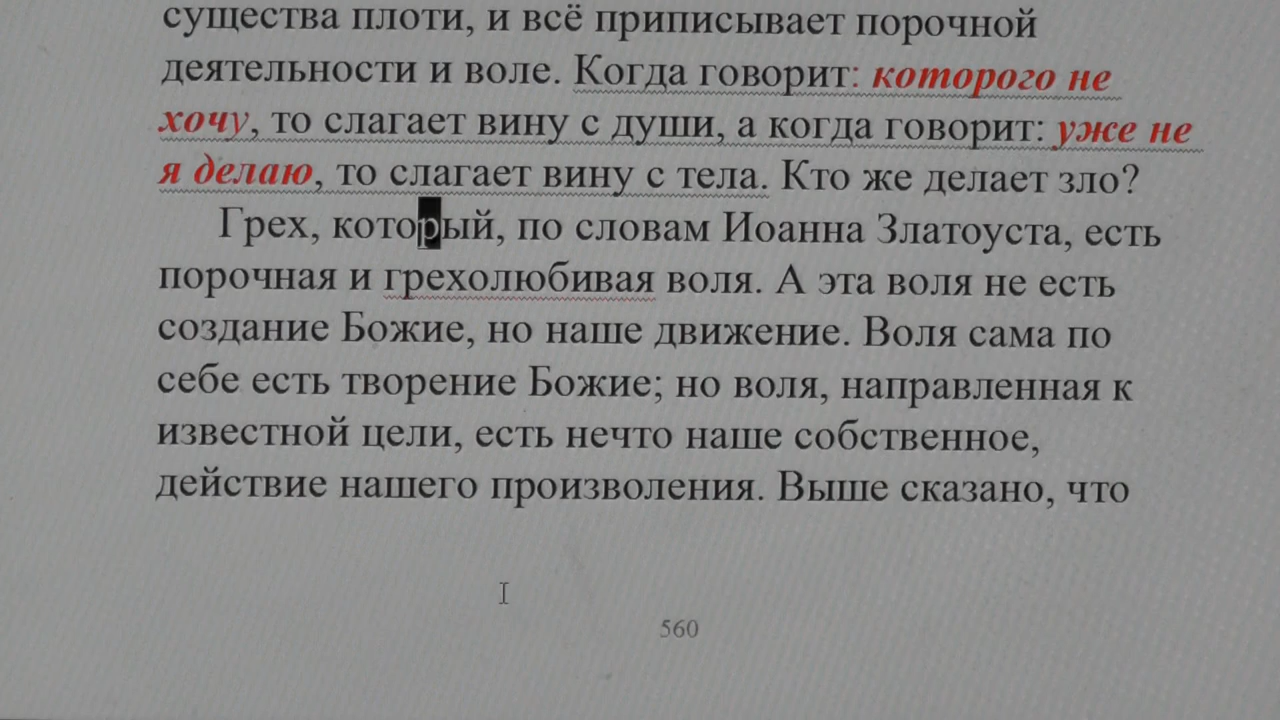 существа плоти, и всё приписывает порочной
деятельности и воле. Когда говорит: которого не
хочу, то слагает вину с души, а когда говорит: уже не
я делаю, то слагает вину с тела. Кто же делает зло?
Грех, который, по словам Иоанна Златоуста, есть
порочная и грехолюбивая воля. А эта воля не есть
создание Божие, но наше движение. Воля сама по
себе есть творение Божие; но воля, направленная к
известной цели, есть нечто наше собственное,
действие нашего произволения. Выше сказано, что
560